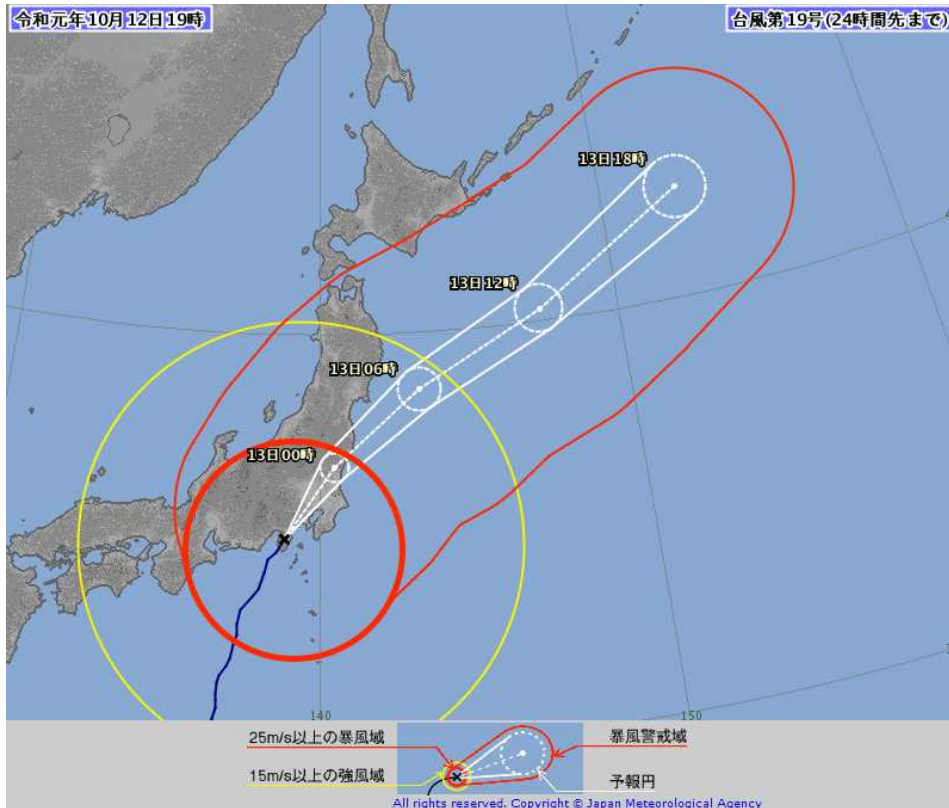 令和元年10月12日19時
台風第19号(24時間先まで)
13日18時
13日12時
13日06時
13日00時
140
150
25m/s以上の暴風域
暴風警戒域
15m/s以上の強風域
予報円
All rights reserved. Copyright © Japan Meteorological Agency